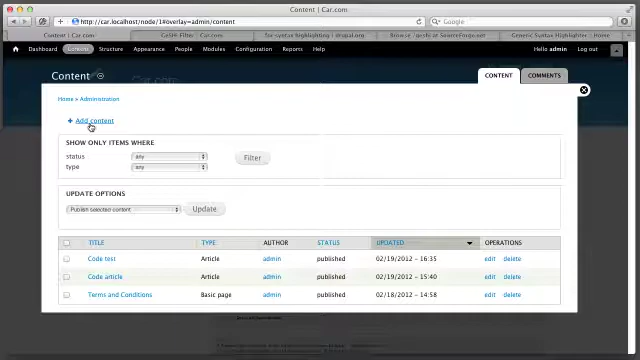 Content | Car.com
http://car.localhost/node/1#overlay=admin/content
Google
Content | Car.com
GeSHi Filter | Car.com
for syntax highlighting | drupal.org
Browse /geshi at SourceForge.net
Generic Syntax Highlighter :: Home
Dashboard Content Structure Appearance People Modules Configuration Reports Help Hello admin Log out
Content
CONTENT COMMENTS
Home » Administration
+ Add content
SHOW ONLY ITEMS WHERE
status any
type any
Filter
UPDATE OPTIONS
Publish selected content Update
TITLE TYPE AUTHOR STATUS UPDATED OPERATIONS
Code test Article admin published 02/19/2012 - 16:35 edit delete
Code article Article admin published 02/19/2012 - 15:40 edit delete
Terms and Conditions Basic page admin published 02/18/2012 - 14:58 edit delete